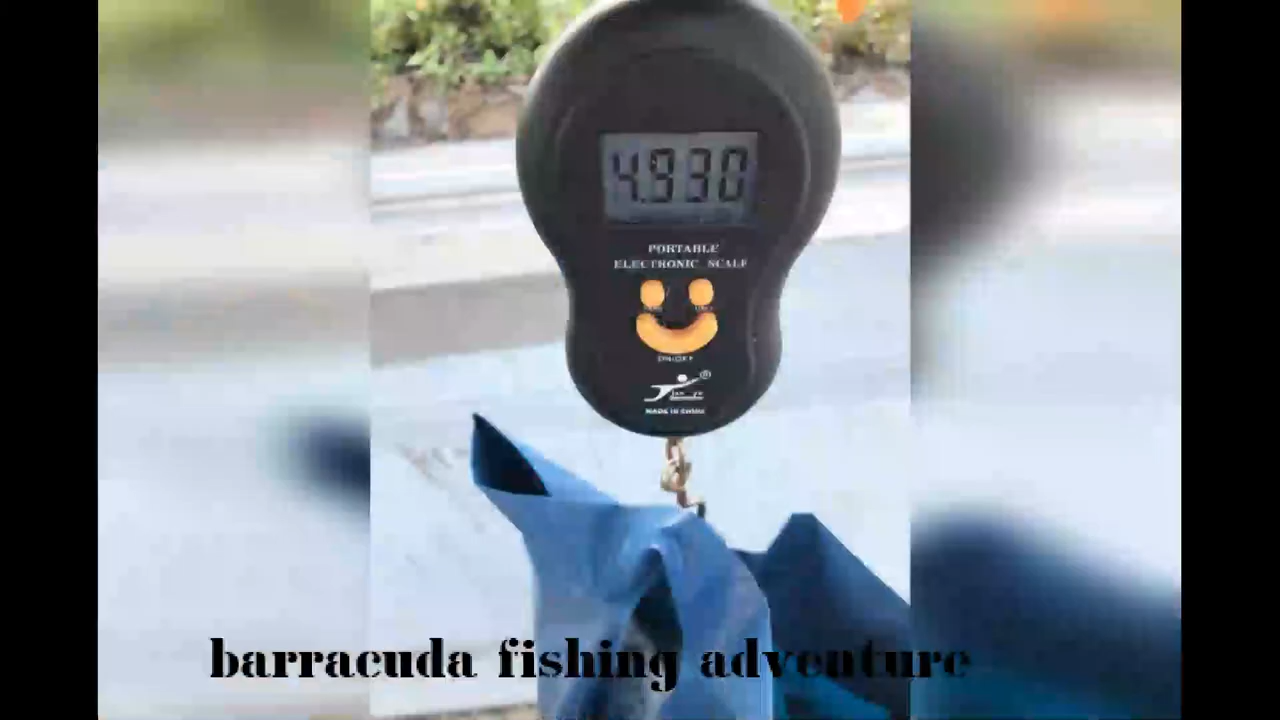 4.930
PORTABLE
ELECTRONIC SCALE
ON/OFF
MADE IN CHINA
barracuda fishing adventure